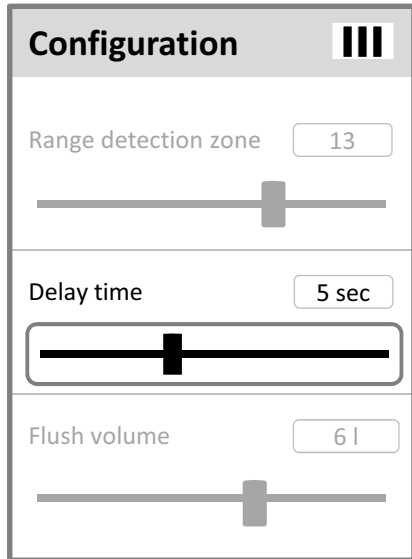 Configuration
Range detection zone 13
Delay time 5 sec
Flush volume 6 l